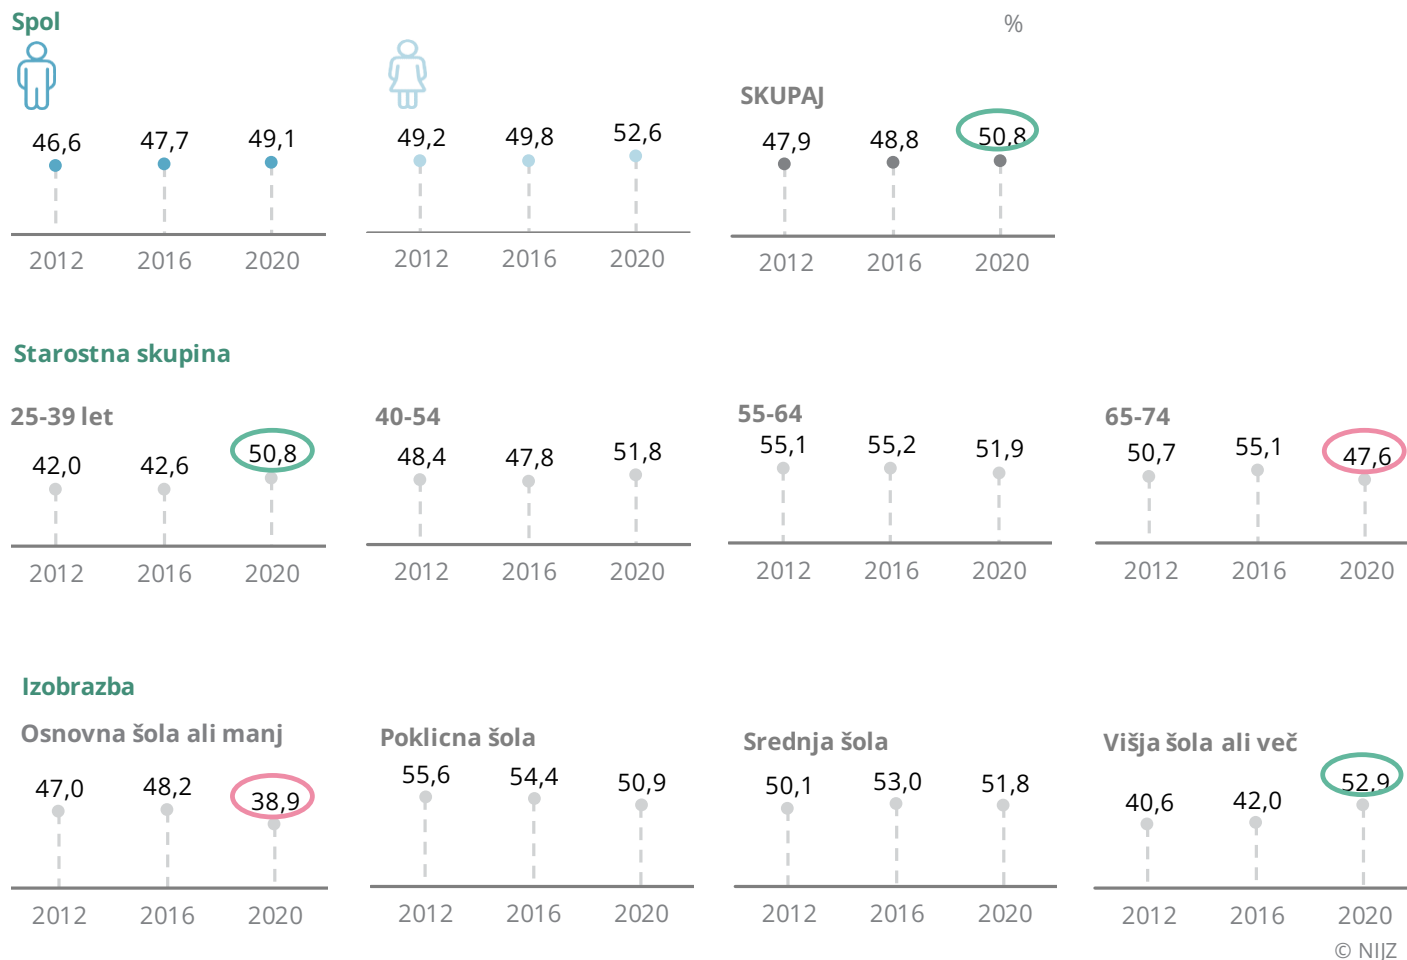 Spol
%
SKUPAJ
46,6 47,7 49,1
49,2 49,8 52,6
47,9 48,8 50,8
2012 2016 2020
2012 2016 2020
2012 2016 2020
Starostna skupina
25-39 let
42,0 42,6 50,8
2012 2016 2020
40-54
48,4 47,8 51,8
2012 2016 2020
55-64
55,1 55,2 51,9
2012 2016 2020
65-74
50,7 55,1 47,6
2012 2016 2020
Izobrazba
Osnovna šola ali manj
47,0 48,2 38,9
2012 2016 2020
Poklicna šola
55,6 54,4 50,9
2012 2016 2020
Srednja šola
50,1 53,0 51,8
2012 2016 2020
Višja šola ali več
40,6 42,0 52,9
2012 2016 2020
© NIJZ